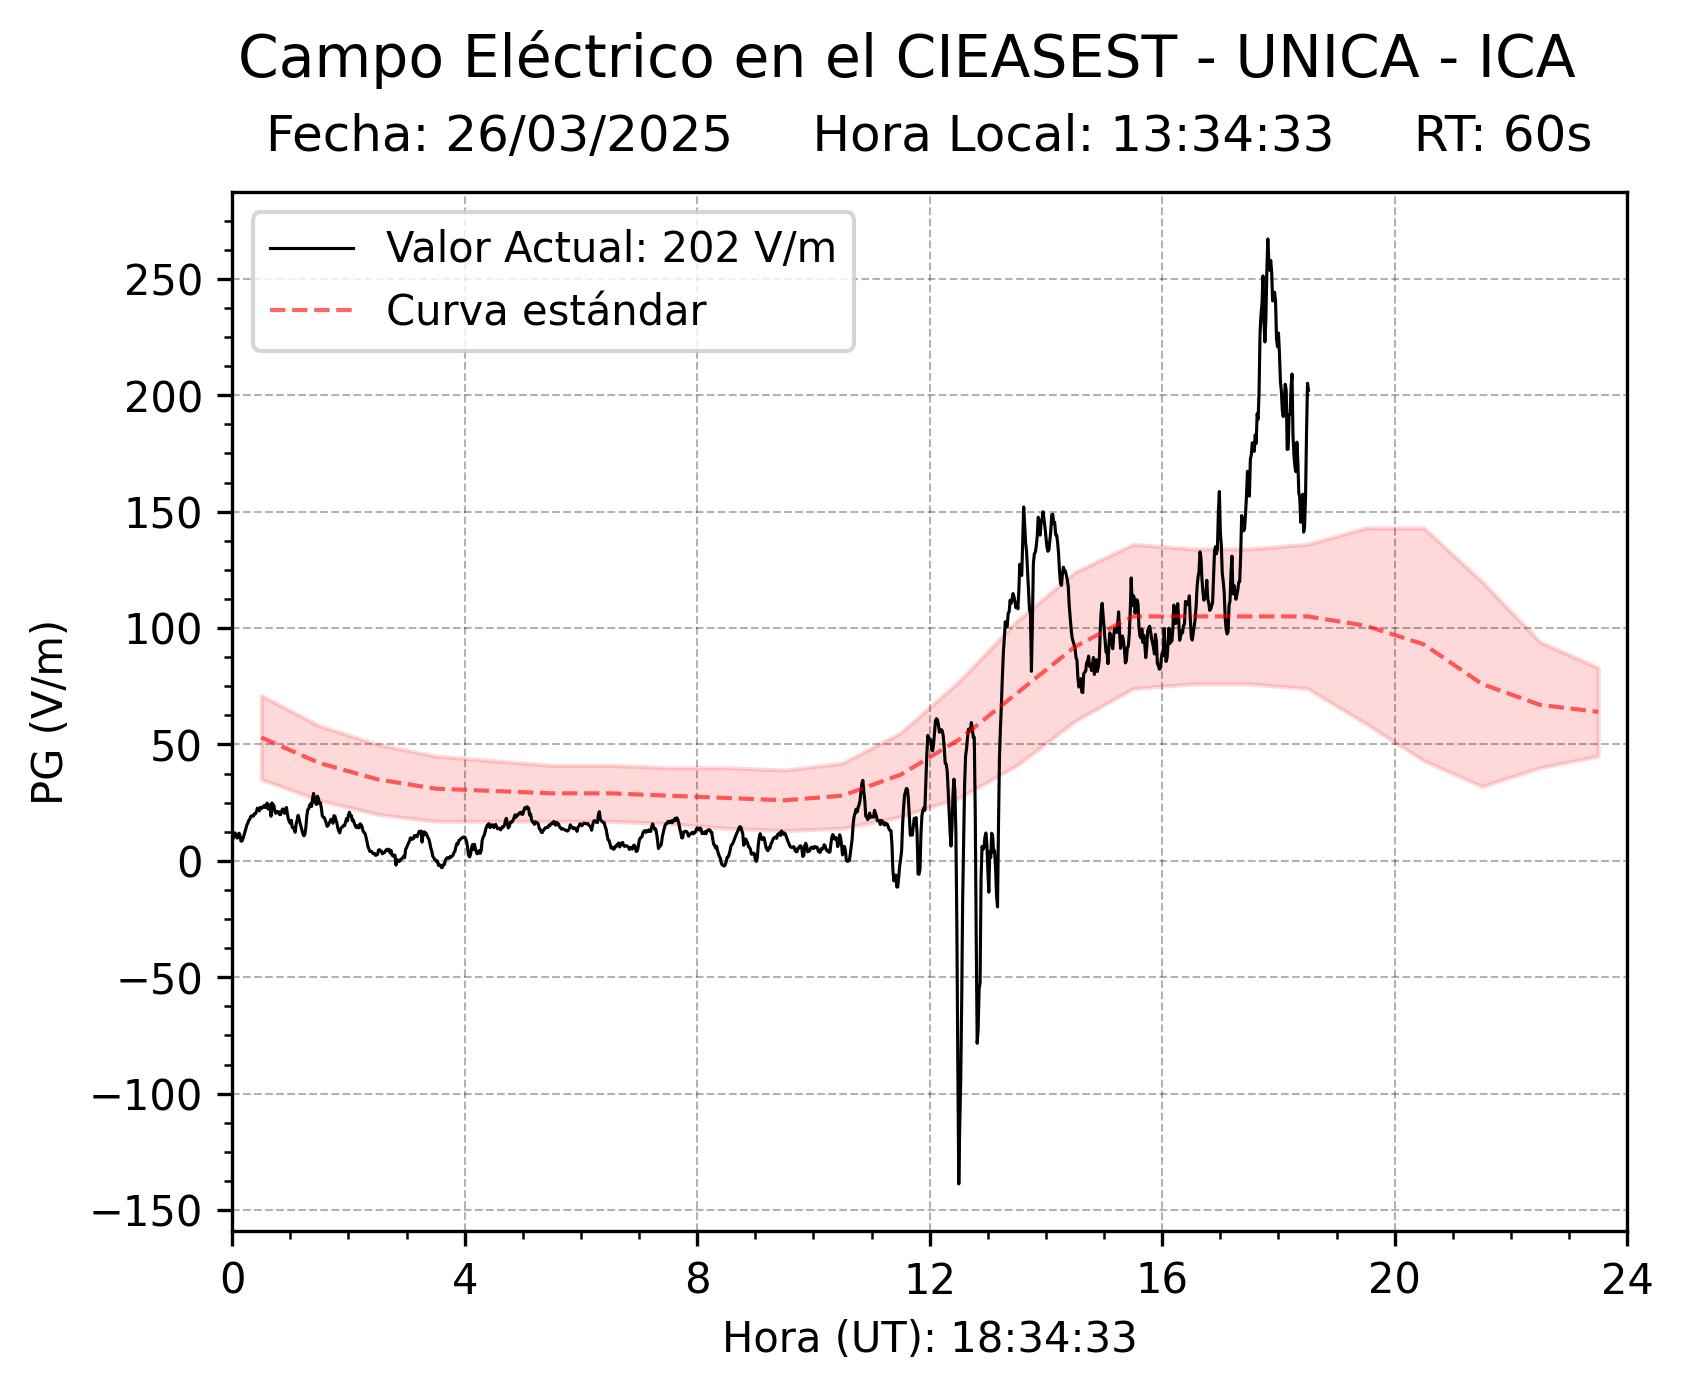 Campo Eléctrico en el CIEASEST - UNICA - ICA
Fecha: 26/03/2025 Hora Local: 13:34:33 RT: 60s
Valor Actual: 202 V/m
Curva estándar
PG (V/m)
250
200
150
100
50
0
−50
−100
−150
0 4 8 12 16 20 24
Hora (UT): 18:34:33